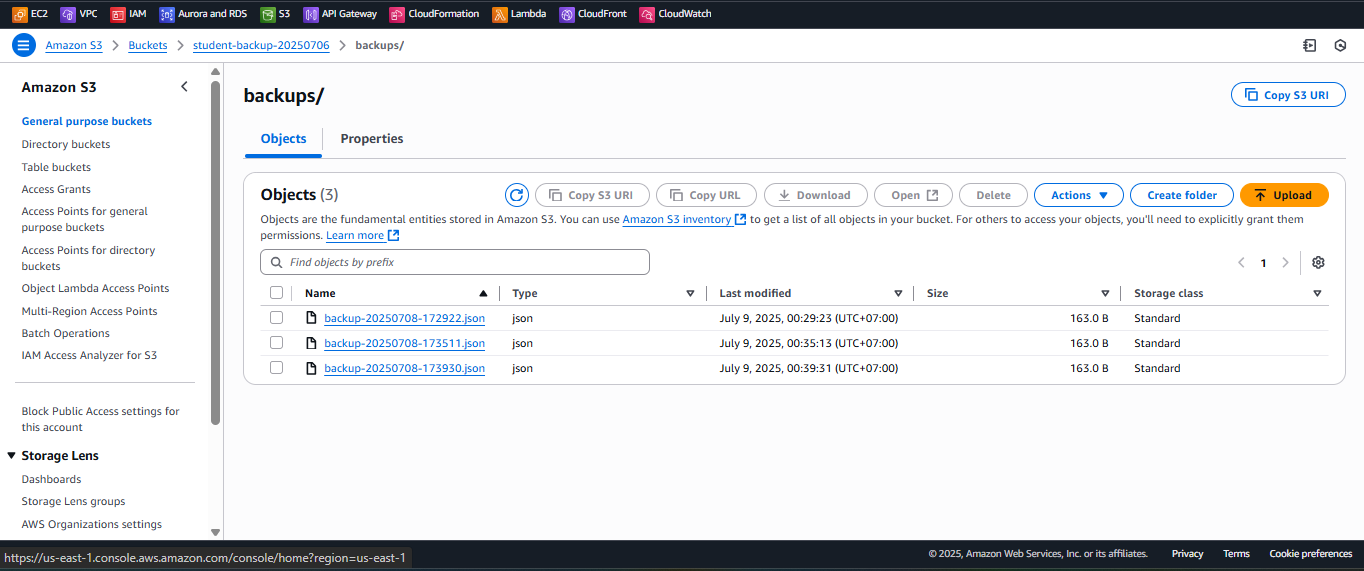 EC2 VPC IAM Aurora and RDS S3 API Gateway CloudFormation Lambda CloudFront CloudWatch
Amazon S3 > Buckets > student-backup-20250706 > backups/
Amazon S3
General purpose buckets
Directory buckets
Table buckets
Access Grants
Access Points for general
purpose buckets
Access Points for directory
buckets
Object Lambda Access Points
Multi-Region Access Points
Batch Operations
IAM Access Analyzer for S3
Block Public Access settings for
this account
Storage Lens
Dashboards
Storage Lens groups
AWS Organizations settings
backups/
Copy S3 URI
Objects Properties
Objects (3) Copy S3 URI Copy URL Download Open Delete Actions Create folder Upload
Objects are the fundamental entities stored in Amazon S3. You can use Amazon S3 inventory to get a list of all objects in your bucket. For others to access your objects, you'll need to explicitly grant them
permissions. Learn more
Find objects by prefix
1
Name Type Last modified Size Storage class
backup-20250708-172922.json json July 9, 2025, 00:29:23 (UTC+07:00) 163.0 B Standard
backup-20250708-173511.json json July 9, 2025, 00:35:13 (UTC+07:00) 163.0 B Standard
backup-20250708-173930.json json July 9, 2025, 00:39:31 (UTC+07:00) 163.0 B Standard
https://us-east-1.console.aws.amazon.com/console/home?region=us-east-1
© 2025, Amazon Web Services, Inc. or its affiliates. Privacy Terms Cookie preferences